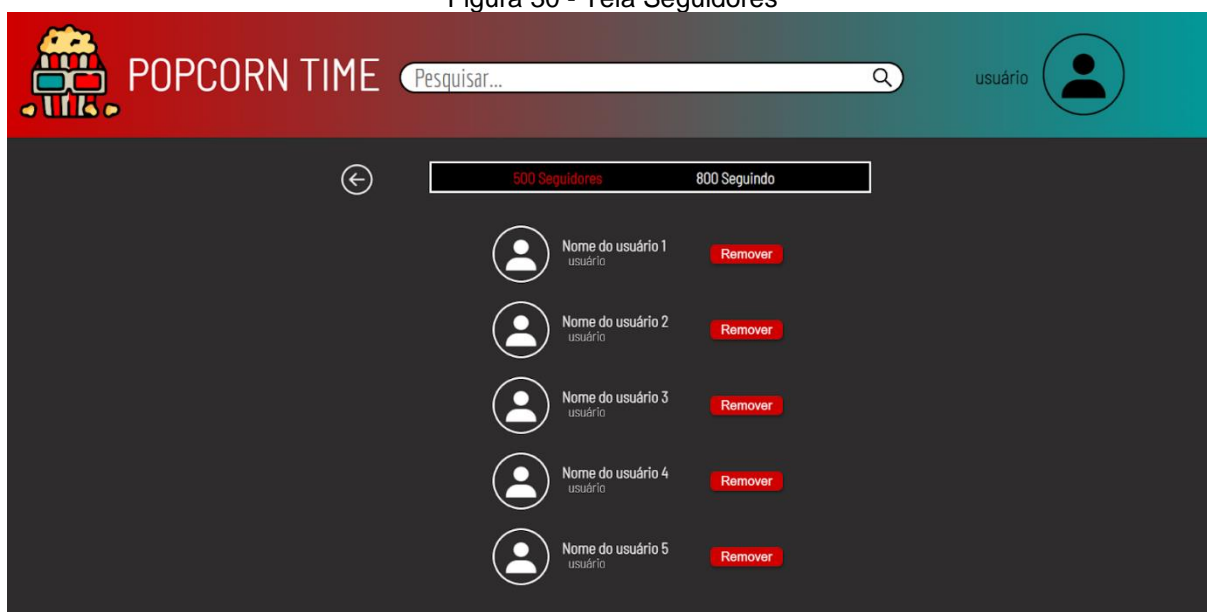 Figura 30 - Tela Seguidores
POPCORN TIME
Pesquisar...
usuário
500 Seguidores
800 Seguindo
Nome do usuário 1
usuário
Remover
Nome do usuário 2
usuário
Remover
Nome do usuário 3
usuário
Remover
Nome do usuário 4
usuário
Remover
Nome do usuário 5
usuário
Remover